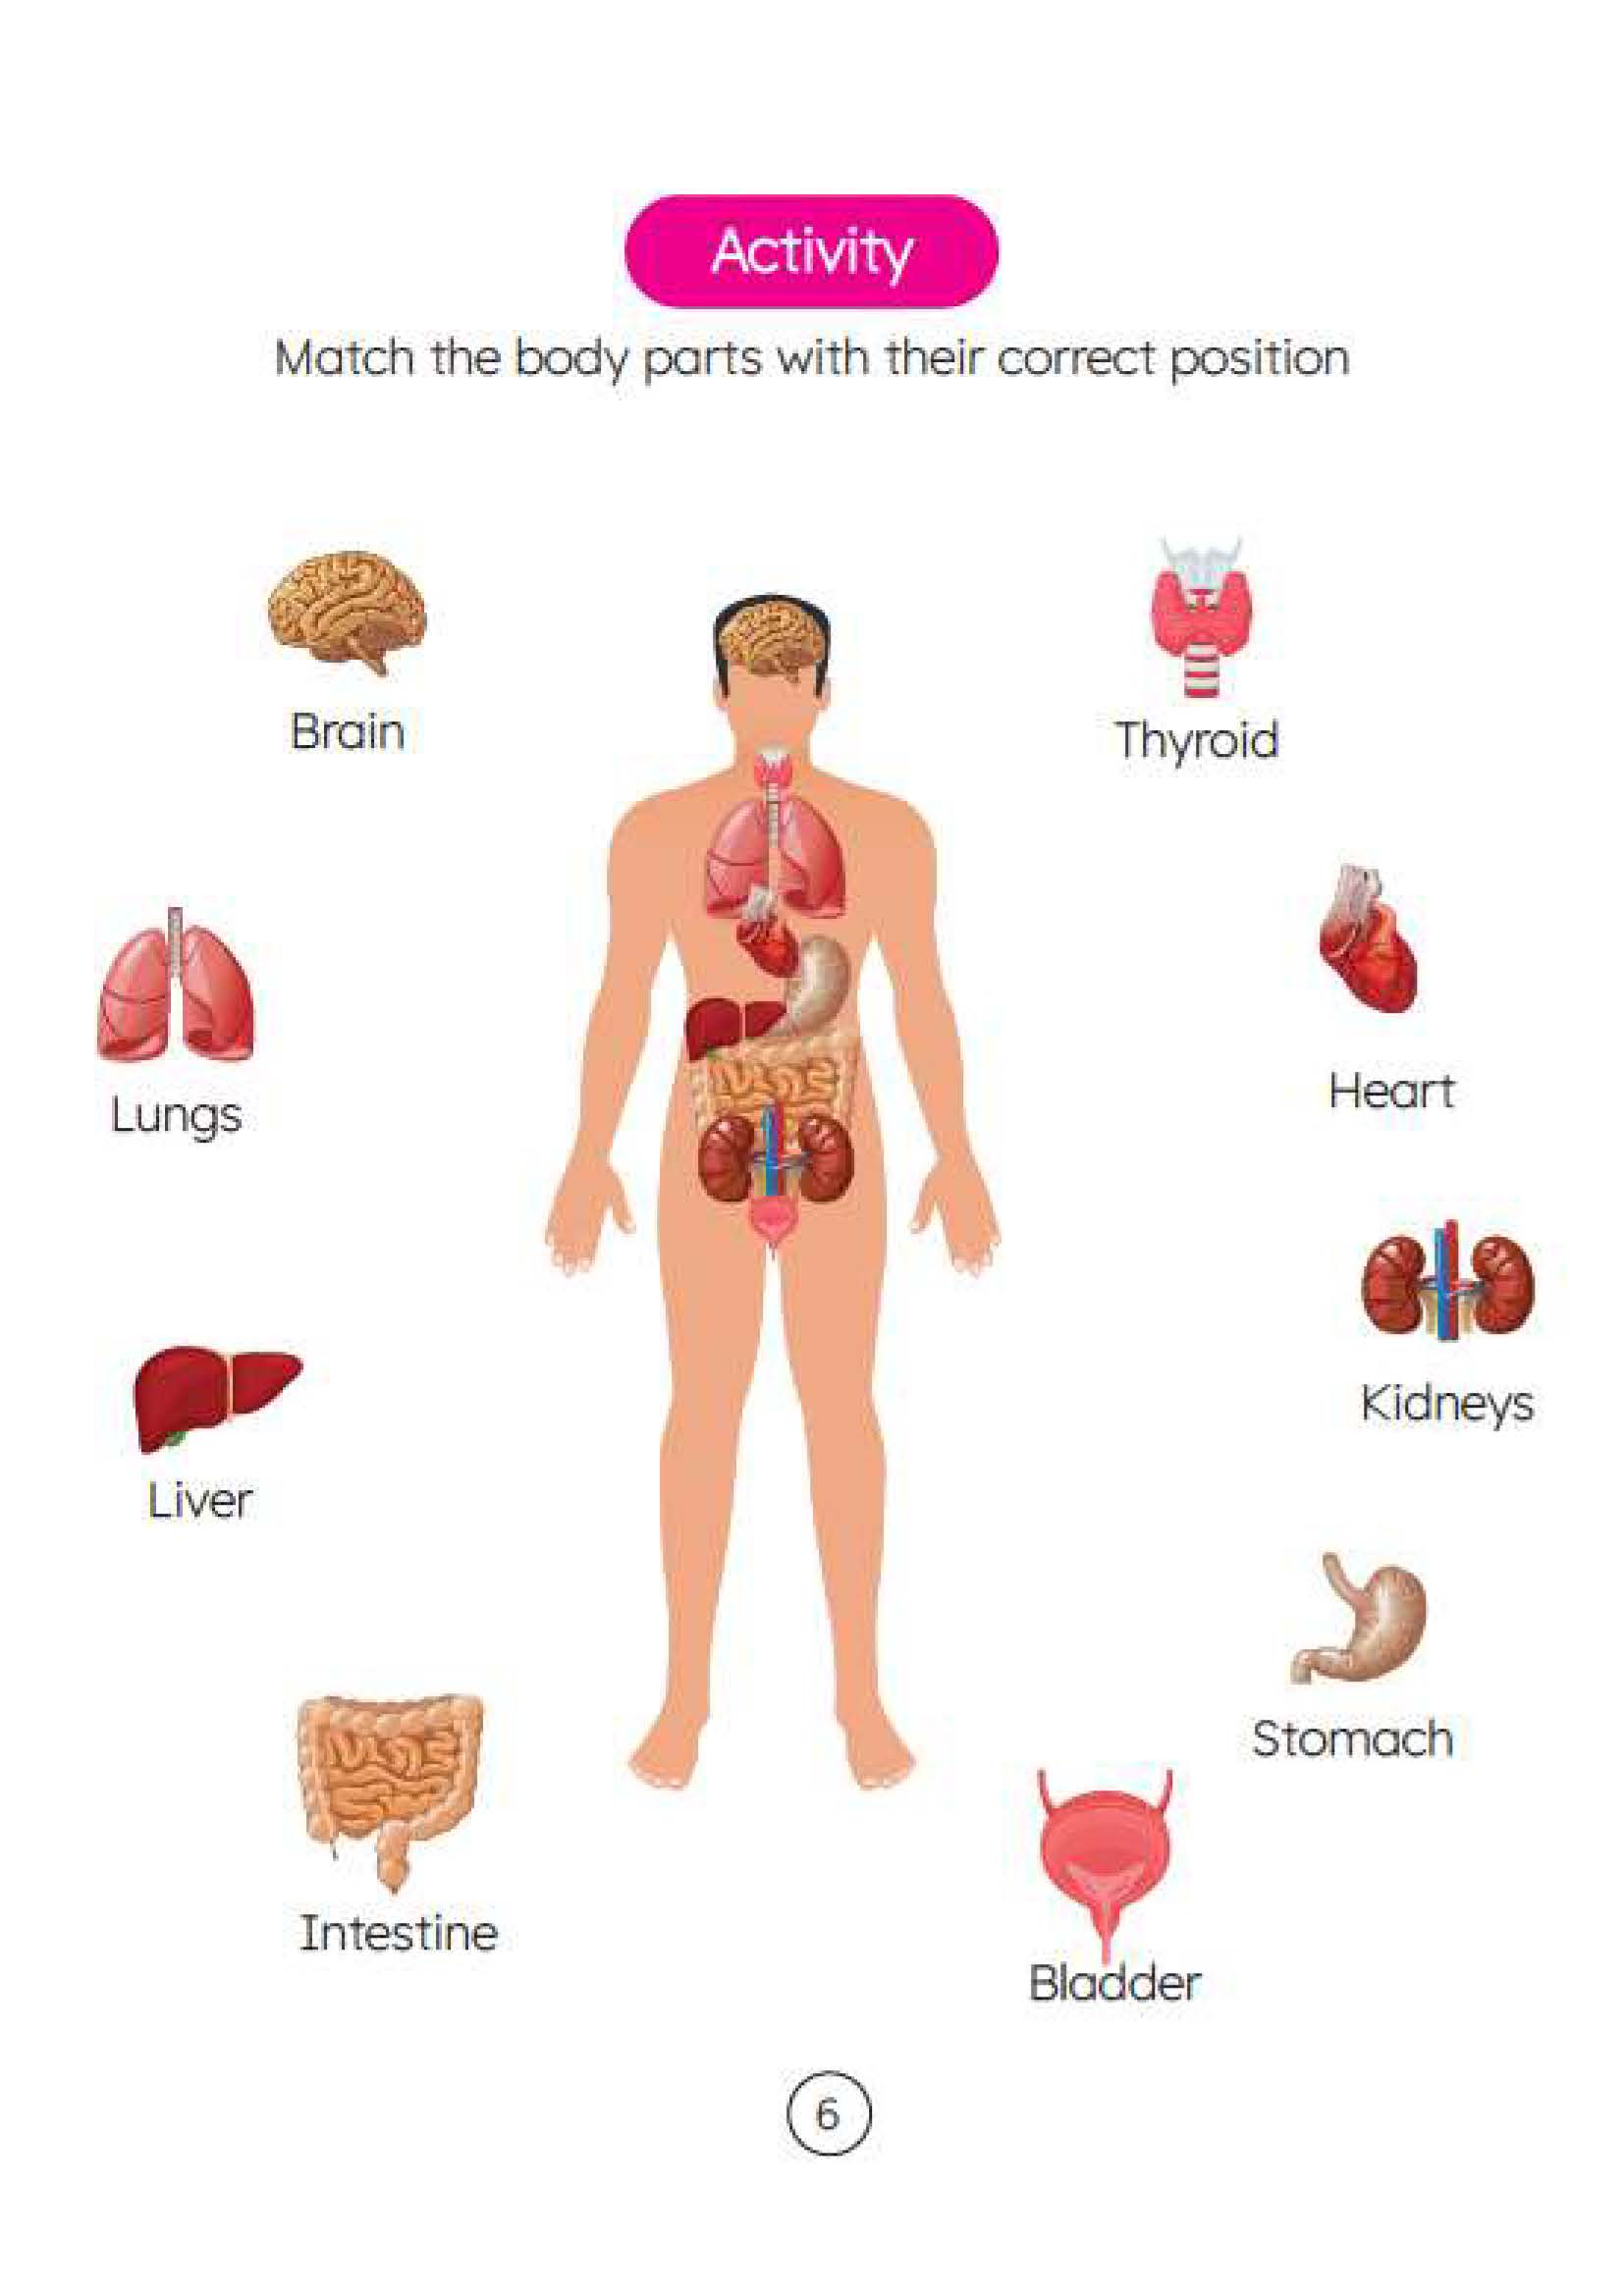 Activity
Match the body parts with their correct position
Brain
Thyroid
Lungs
Heart
Kidneys
Liver
Stomach
Intestine
Bladder
6